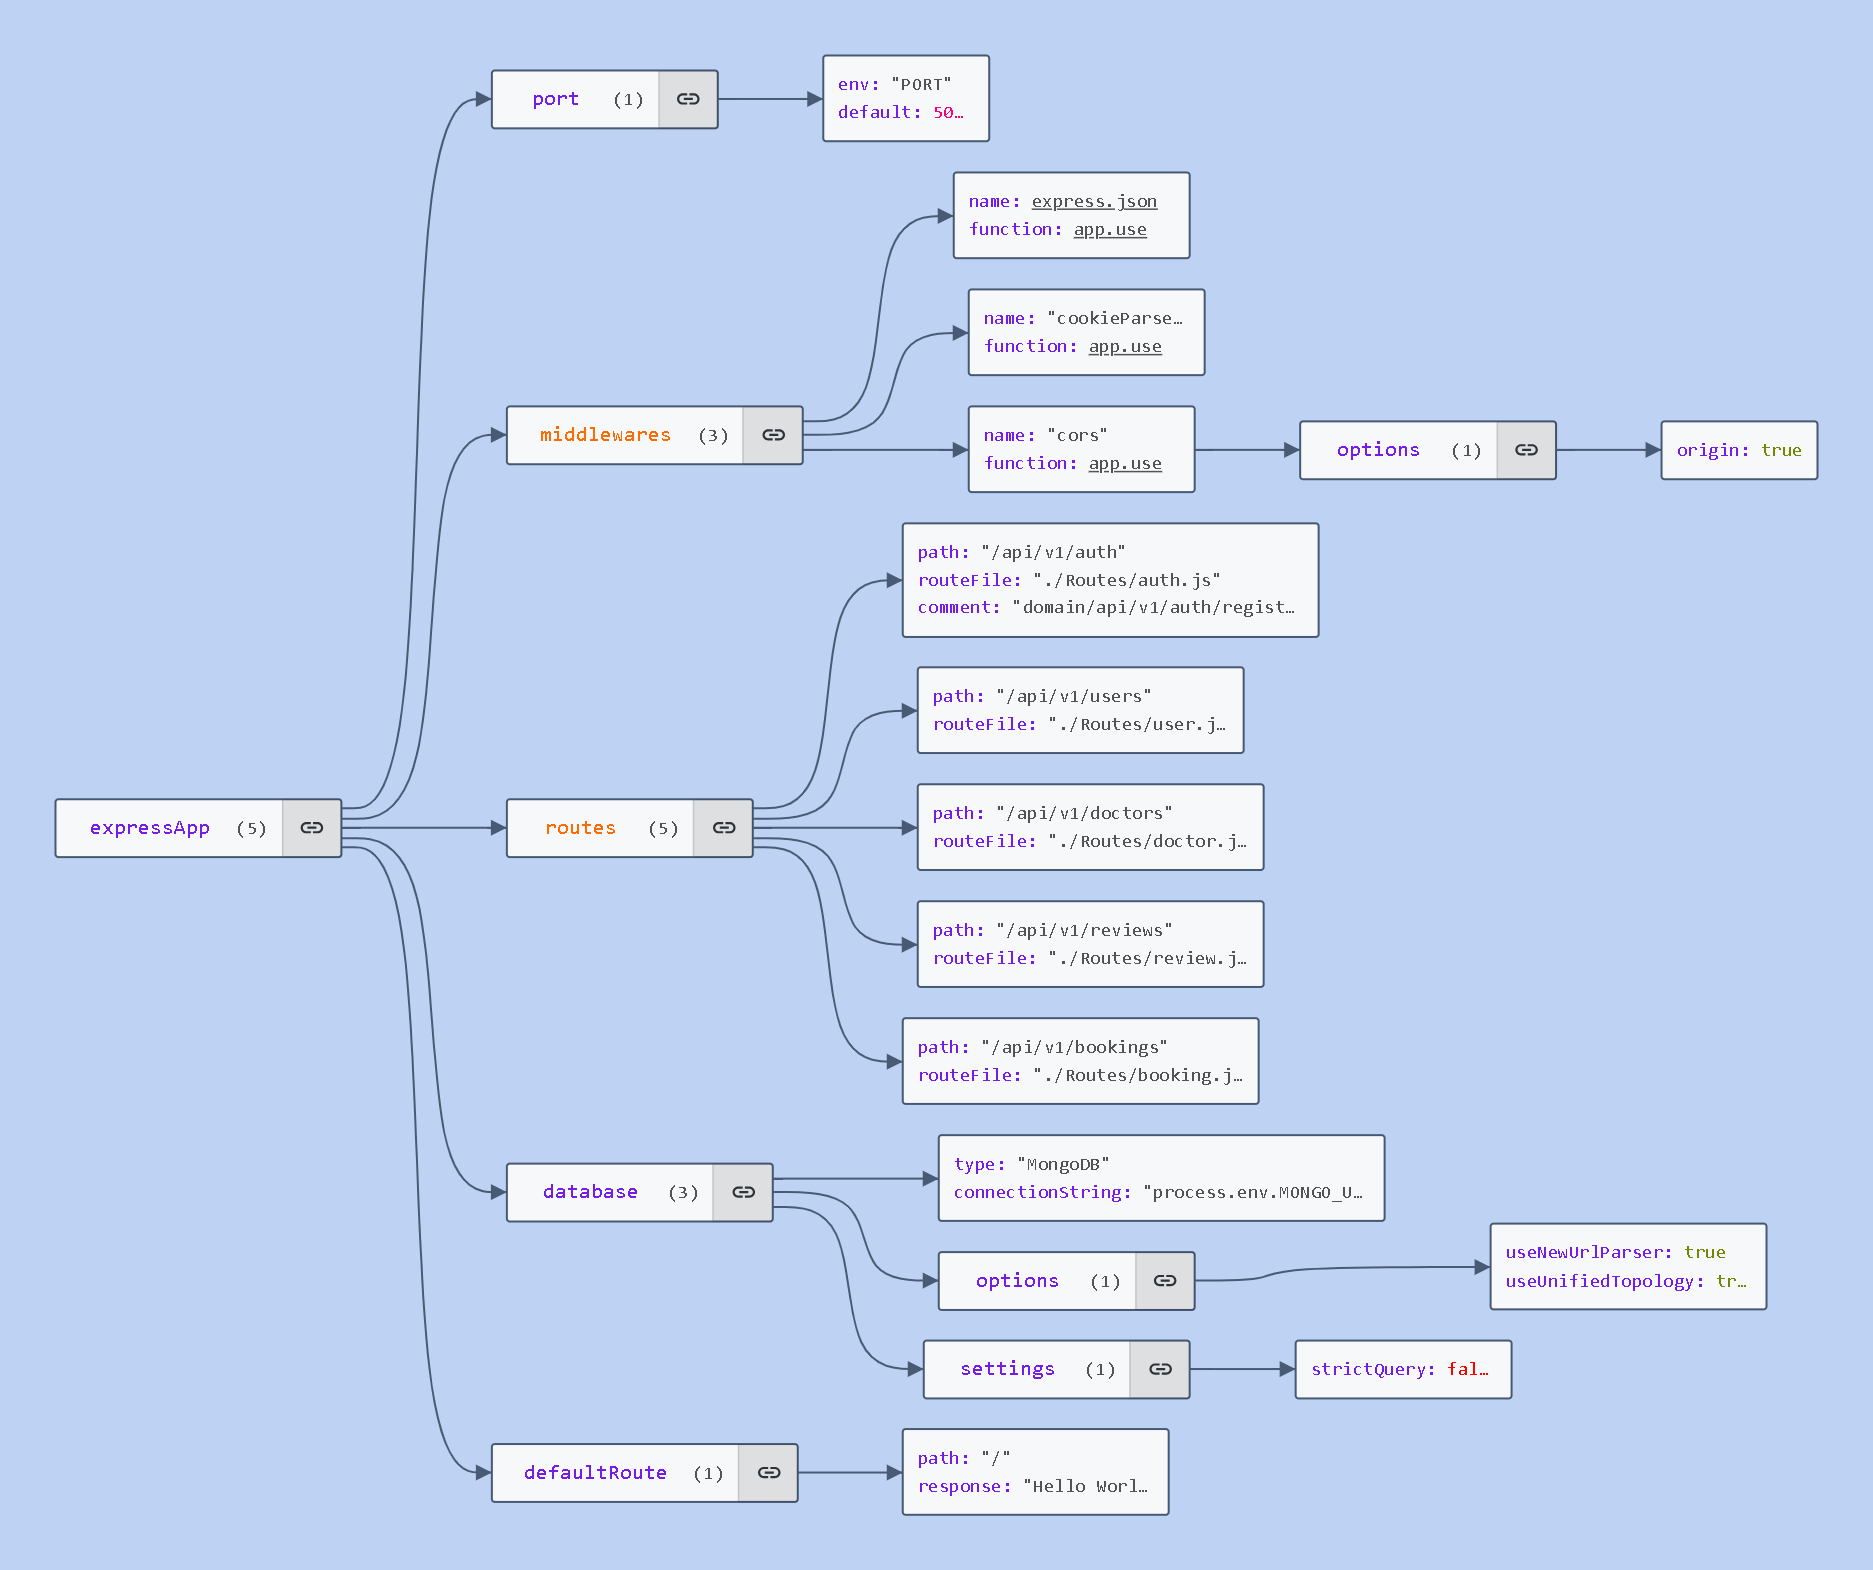 port (1)
env: "PORT"
default: 50…
name: express.json
function: app.use
name: "cookieParse…
function: app.use
middlewares (3)
name: "cors"
function: app.use
options (1)
origin: true
path: "/api/v1/auth"
routeFile: "./Routes/auth.js"
comment: "domain/api/v1/auth/regist…
path: "/api/v1/users"
routeFile: "./Routes/user.j…
expressApp (5)
routes (5)
path: "/api/v1/doctors"
routeFile: "./Routes/doctor.j…
path: "/api/v1/reviews"
routeFile: "./Routes/review.j…
path: "/api/v1/bookings"
routeFile: "./Routes/booking.j…
database (3)
type: "MongoDB"
connectionString: "process.env.MONGO_U…
options (1)
useNewUrlParser: true
useUnifiedTopology: tr…
settings (1)
strictQuery: fal…
defaultRoute (1)
path: "/"
response: "Hello Worl…